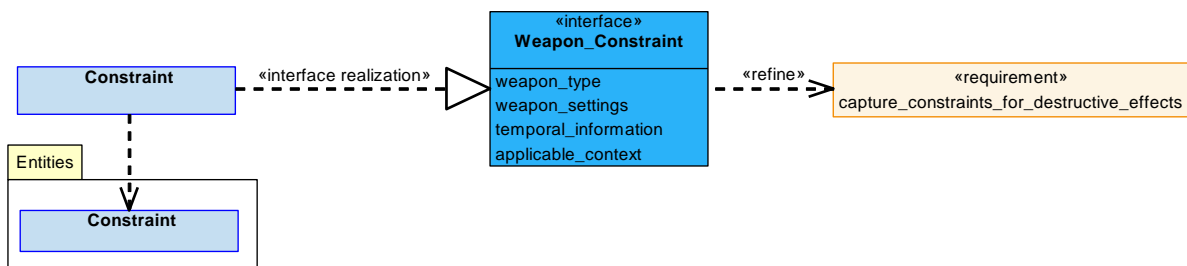 «interface»
Weapon_Constraint
Constraint
«interface realization»
weapon_type
weapon_settings
temporal_information
applicable_context
«refine»
«requirement»
capture_constraints_for_destructive_effects
Entities
Constraint